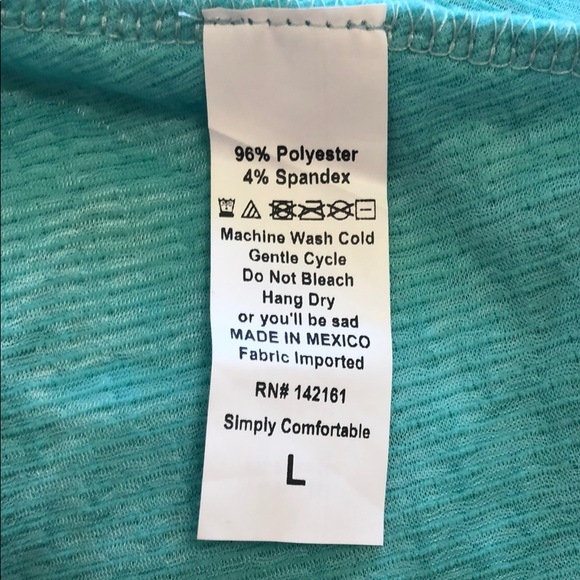 96% Polyester
4% Spandex
Machine Wash Cold
Gentle Cycle
Do Not Bleach
Hang Dry
or you'll be sad
MADE IN MEXICO
Fabric Imported
RN# 142161
Simply Comfortable
L